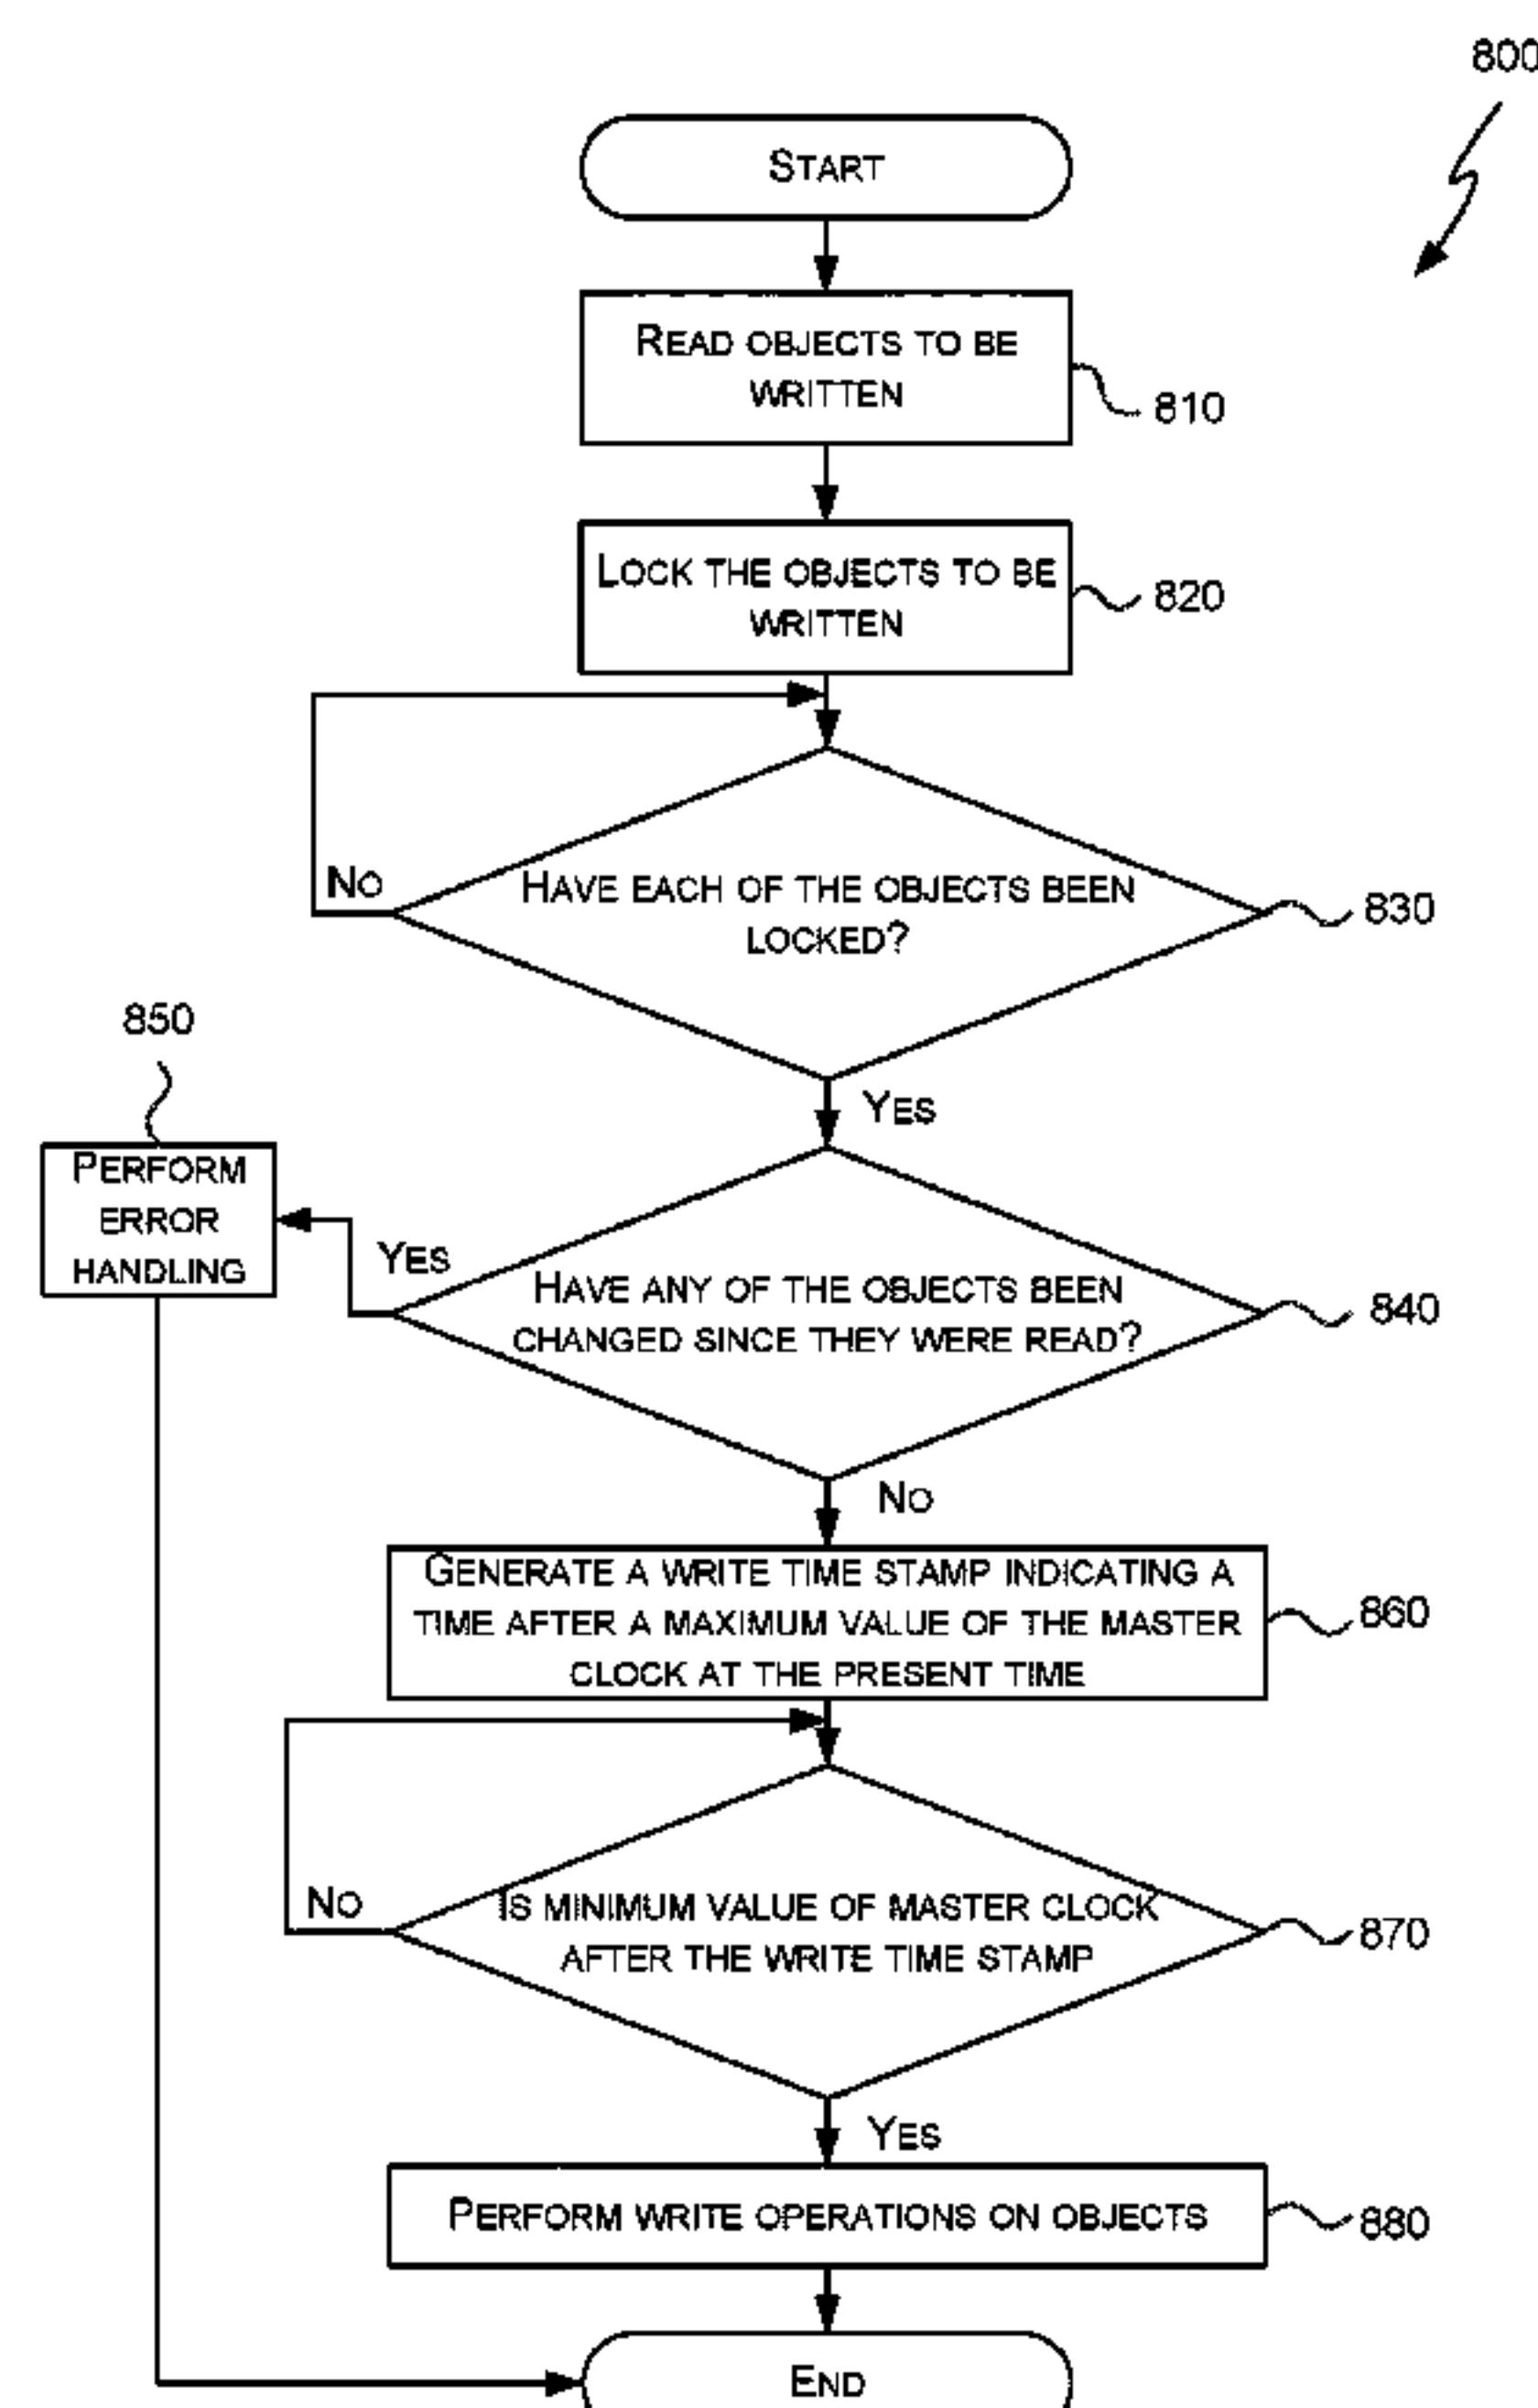 800
START
READ OBJECTS TO BE
WRITTEN
810
LOCK THE OBJECTS TO BE
WRITTEN
820
NO
HAVE EACH OF THE OBJECTS BEEN
LOCKED?
830
YES
850
PERFORM
ERROR
HANDLING
YES
HAVE ANY OF THE OBJECTS BEEN
CHANGED SINCE THEY WERE READ?
840
NO
GENERATE A WRITE TIME STAMP INDICATING A
TIME AFTER A MAXIMUM VALUE OF THE MASTER
CLOCK AT THE PRESENT TIME
860
NO
IS MINIMUM VALUE OF MASTER CLOCK
AFTER THE WRITE TIME STAMP
870
YES
PERFORM WRITE OPERATIONS ON OBJECTS
880
END